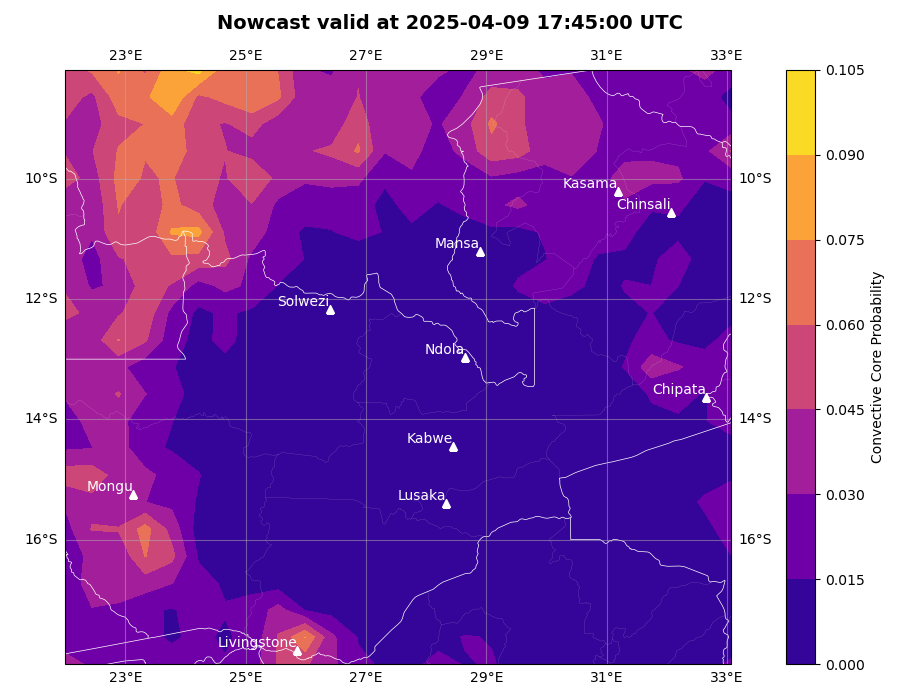 Nowcast valid at 2025-04-09 17:45:00 UTC
23°E 25°E 27°E 29°E 31°E 33°E
0.105
0.090
10°S 10°S
Kasama
Chinsali
0.075
Mansa
12°S 12°S
Solwezi
0.060
Ndola
Chipata
0.045
14°S 14°S
Kabwe
Mongu
Lusaka
0.030
16°S 16°S
0.015
Livingstone
0.000
23°E 25°E 27°E 29°E 31°E 33°E
Convective Core Probability